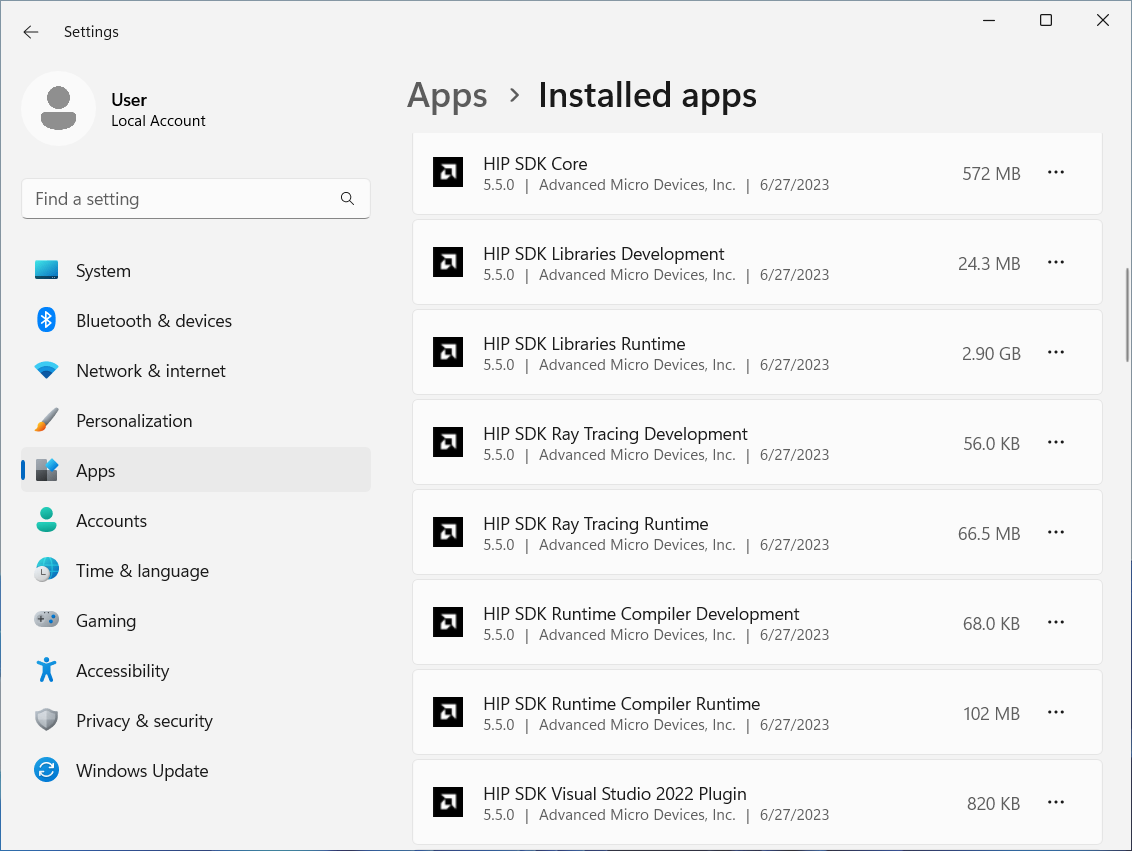 Settings
User
Local Account
Find a setting
System
Bluetooth & devices
Network & internet
Personalization
Apps
Accounts
Time & language
Gaming
Accessibility
Privacy & security
Windows Update
Apps > Installed apps
HIP SDK Core
5.5.0 | Advanced Micro Devices, Inc. | 6/27/2023
572 MB
HIP SDK Libraries Development
5.5.0 | Advanced Micro Devices, Inc. | 6/27/2023
24.3 MB
HIP SDK Libraries Runtime
5.5.0 | Advanced Micro Devices, Inc. | 6/27/2023
2.90 GB
HIP SDK Ray Tracing Development
5.5.0 | Advanced Micro Devices, Inc. | 6/27/2023
56.0 KB
HIP SDK Ray Tracing Runtime
5.5.0 | Advanced Micro Devices, Inc. | 6/27/2023
66.5 MB
HIP SDK Runtime Compiler Development
5.5.0 | Advanced Micro Devices, Inc. | 6/27/2023
68.0 KB
HIP SDK Runtime Compiler Runtime
5.5.0 | Advanced Micro Devices, Inc. | 6/27/2023
102 MB
HIP SDK Visual Studio 2022 Plugin
5.5.0 | Advanced Micro Devices, Inc. | 6/27/2023
820 KB